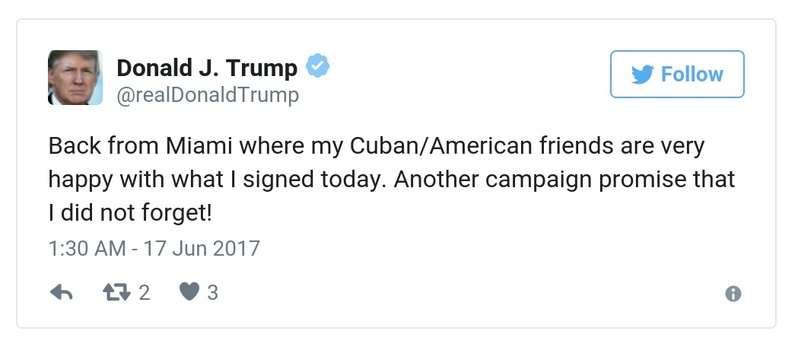 Donald J. Trump
@realDonaldTrump
Follow
Back from Miami where my Cuban/American friends are very
happy with what I signed today. Another campaign promise that
I did not forget!
1:30 AM - 17 Jun 2017
2 3